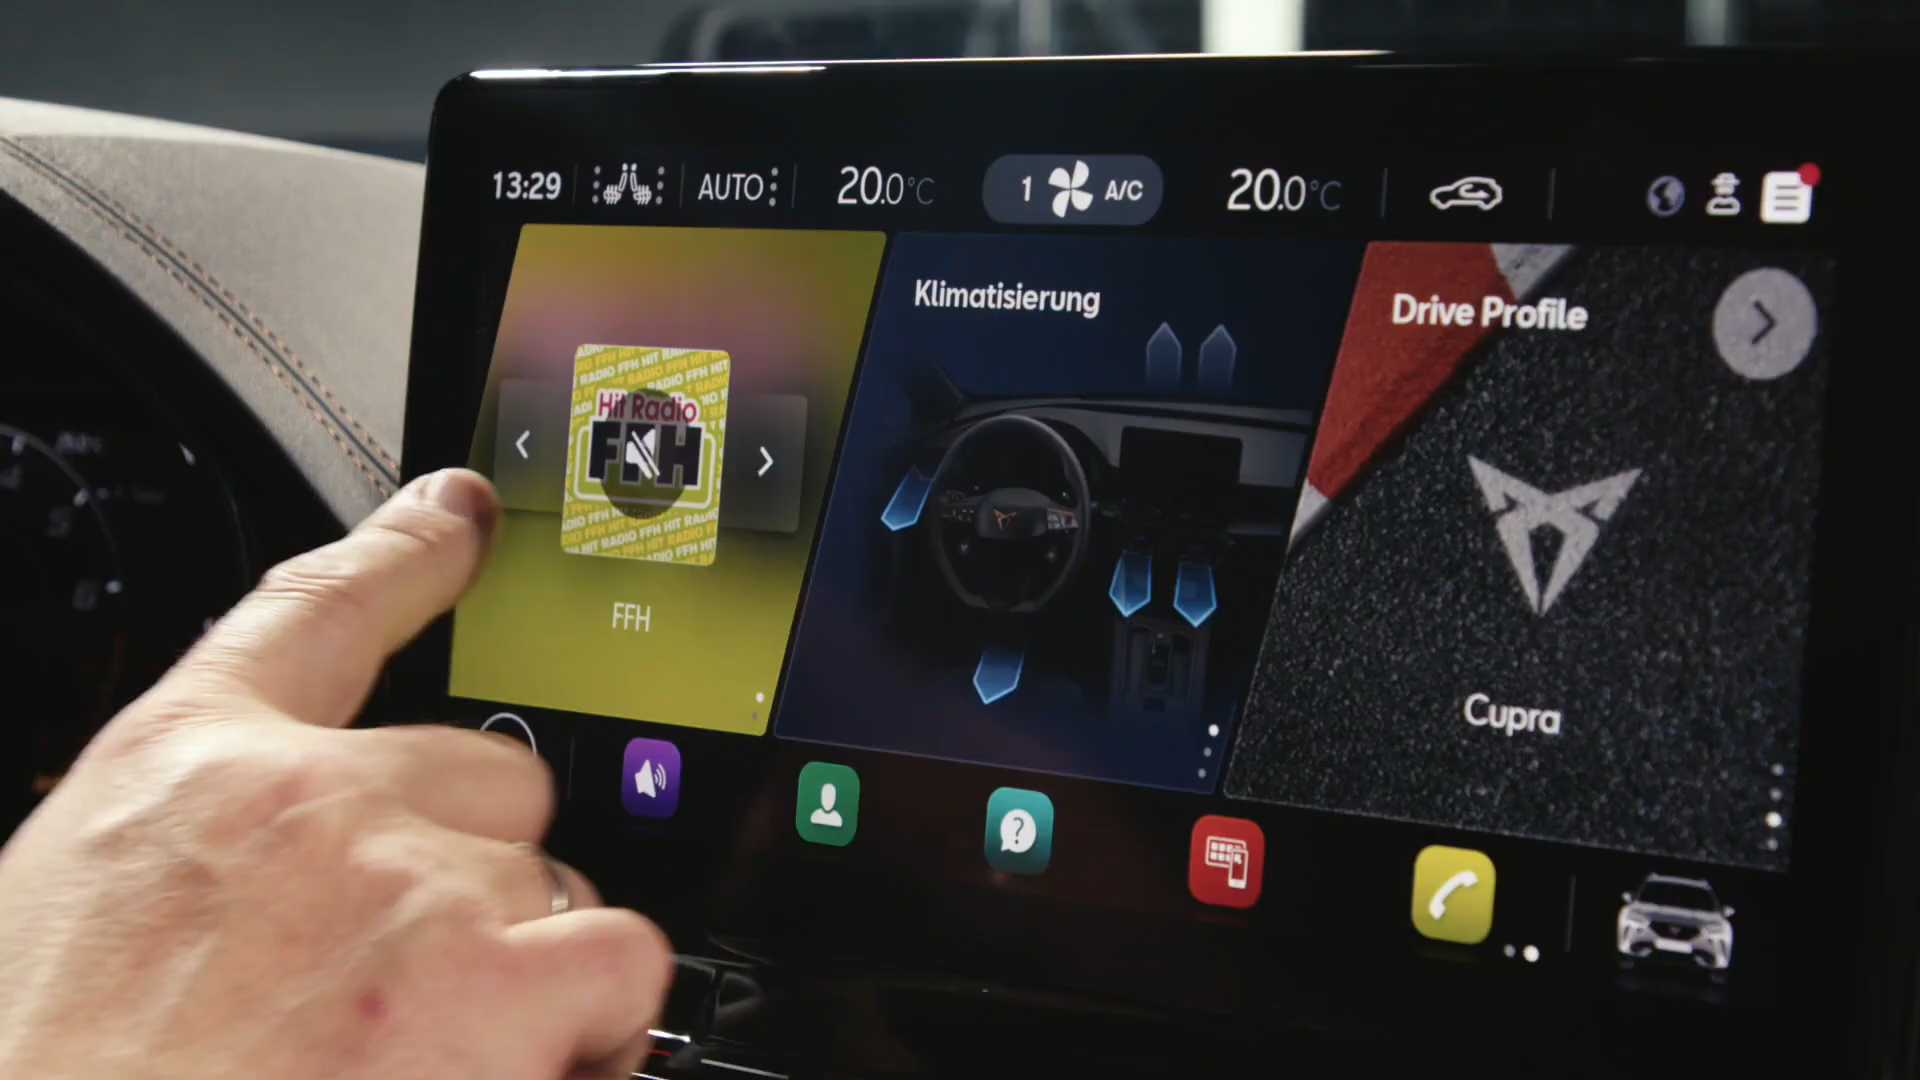 13:29 AUTO 20.0°C 1 A/C 20.0°C
Klimatisierung
Drive Profile
Hit Radio
FFH
FFH
Cupra